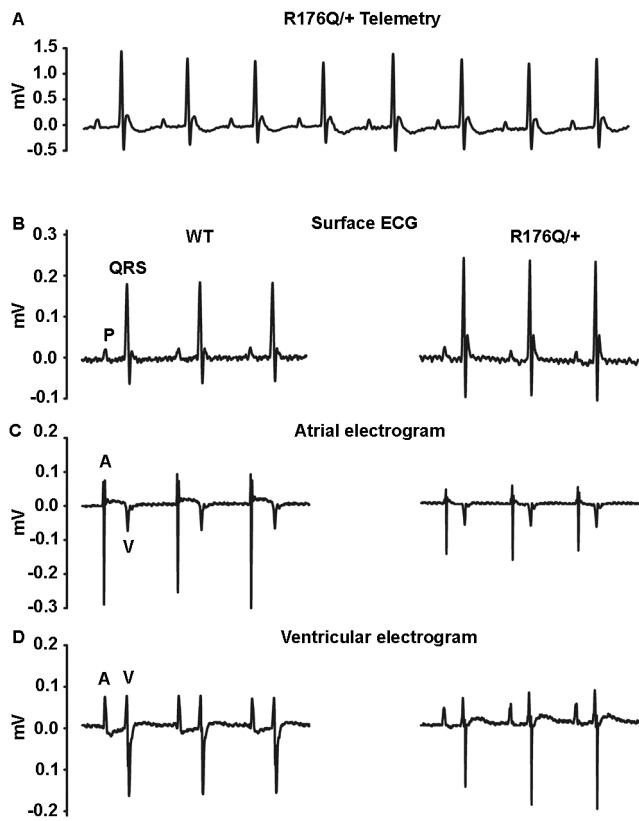 A R176Q/+ Telemetry
1.5
1.0
0.5
0.0
-0.5
mV
B Surface ECG
WT R176Q/+
0.3
0.2
0.1
0.0
-0.1
mV
QRS
P
C Atrial electrogram
0.2
0.1
0.0
-0.1
-0.2
-0.3
mV
A
V
D Ventricular electrogram
0.2
0.1
0.0
0.1
-0.2
mV
A V